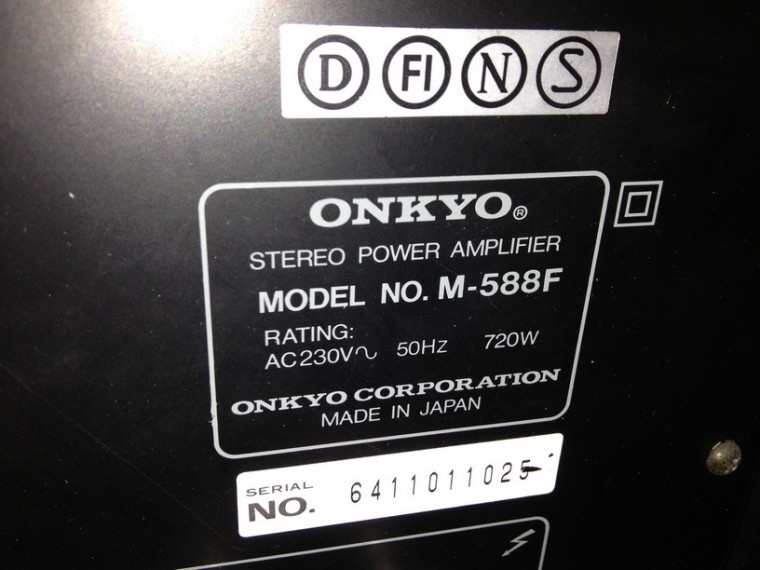 D FI N S
ONKYO®
STEREO POWER AMPLIFIER
MODEL NO. M-588F
RATING:
AC230V∿ 50Hz 720W
ONKYO CORPORATION
MADE IN JAPAN
SERIAL
NO. 6411011025